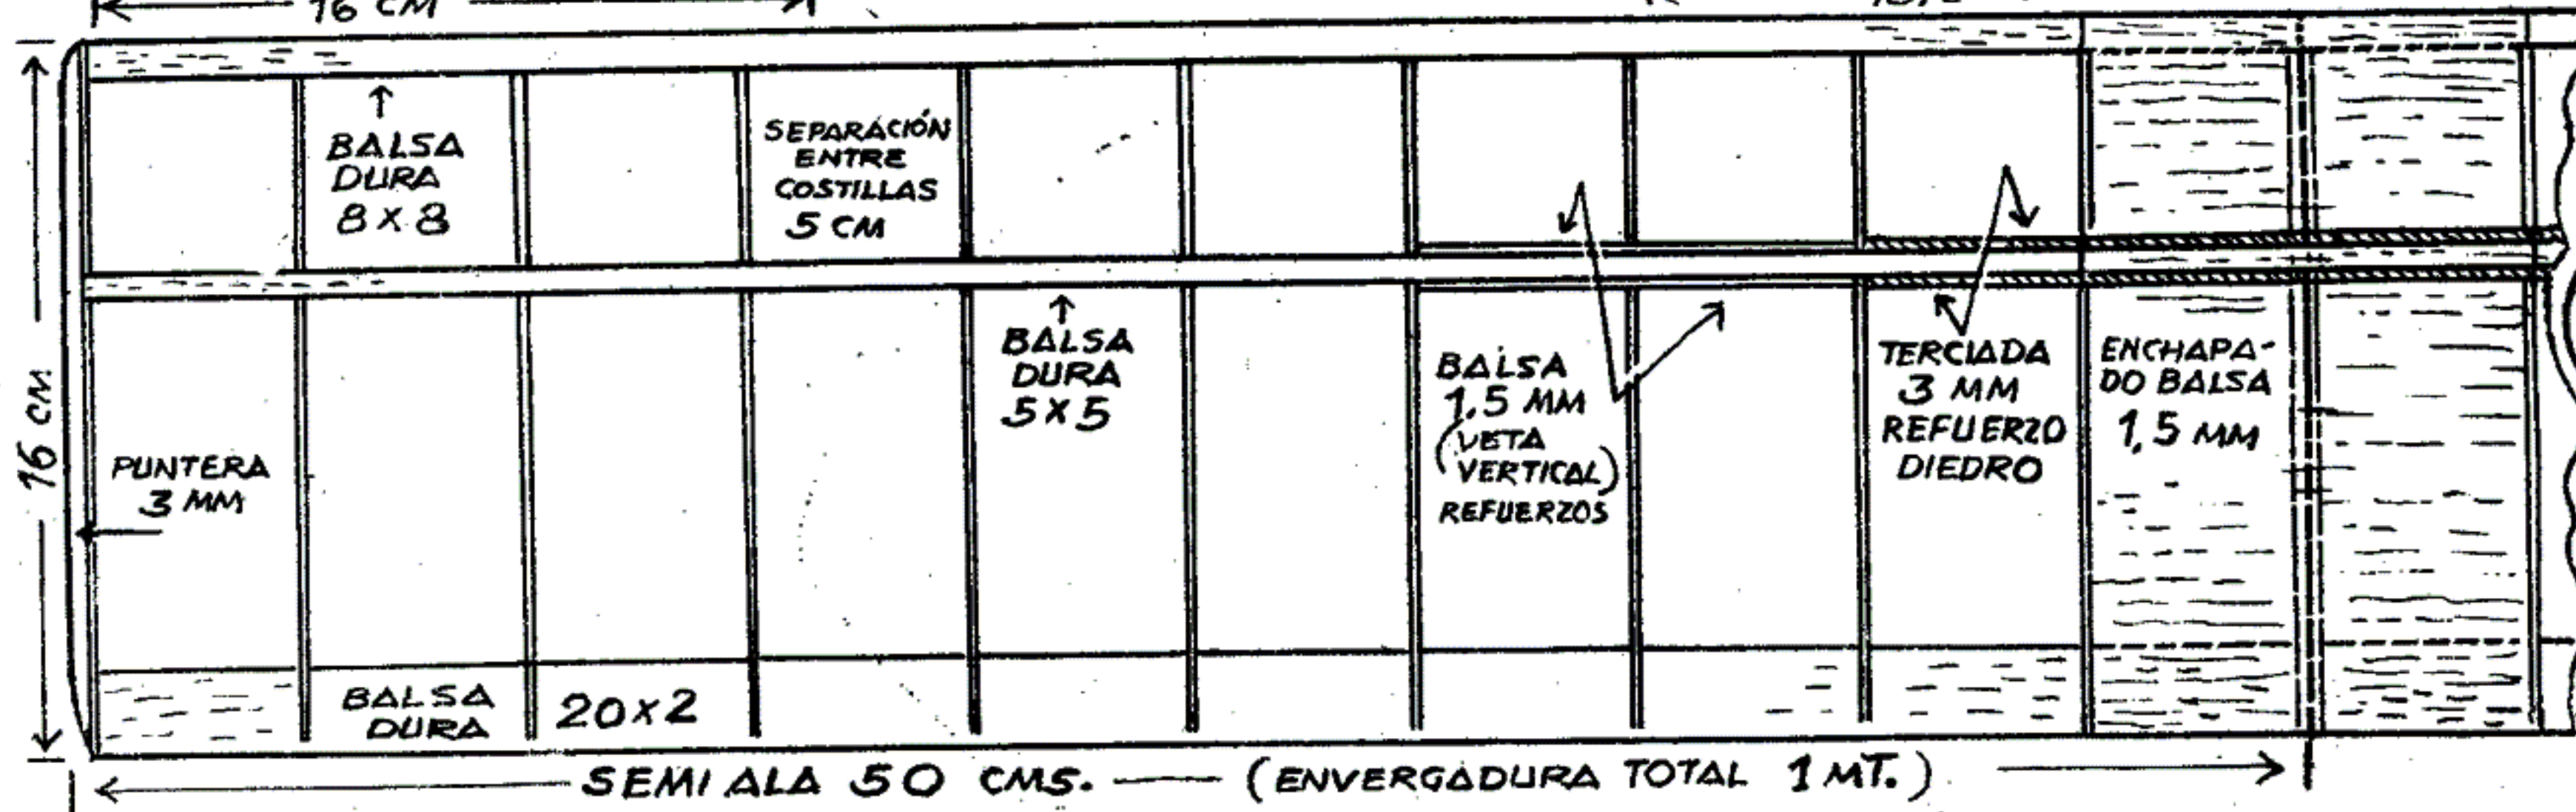 16 CM
BALSA
DURA
8 X 8
SEPARACIÓN
ENTRE
COSTILLAS
5 CM
16 CM
PUNTERA
3 MM
BALSA
DURA
5 X 5
BALSA
1,5 MM
(VETA
VERTICAL)
REFUERZOS
TERCIADA
3 MM
REFUERZO
DIEDRO
ENCHAPA-
DO BALSA
1,5 MM
BALSA
DURA
20 x 2
SEMI ALA 50 CMS. — (ENVERGADURA TOTAL 1 MT.)